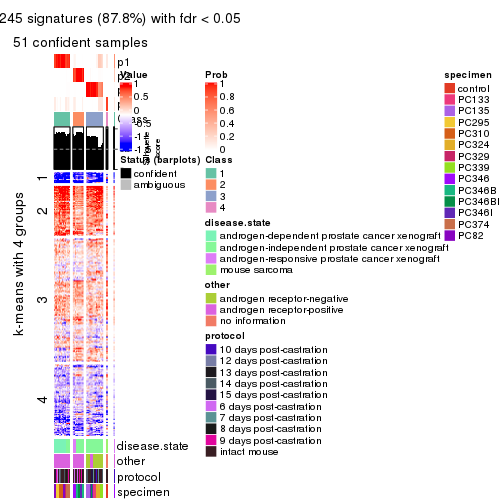 245 signatures (87.8%) with fdr < 0.05
51 confident samples
p1
p2
Class
k-means with 4 groups
1
2
3
4
disease.state
other
protocol
specimen
Value
1
0.5
0
-0.5
-1
Status (barplots)
confident
ambiguous
score
Prob
1
0.8
0.6
0.4
0.2
0
Class
1
2
3
4
disease.state
androgen-dependent prostate cancer xenograft
androgen-independent prostate cancer xenograft
androgen-responsive prostate cancer xenograft
mouse sarcoma
other
androgen receptor-negative
androgen receptor-positive
no information
protocol
10 days post-castration
12 days post-castration
13 days post-castration
14 days post-castration
15 days post-castration
6 days post-castration
7 days post-castration
8 days post-castration
9 days post-castration
intact mouse
specimen
control
PC133
PC135
PC295
PC310
PC324
PC329
PC339
PC346
PC346B
PC346BI
PC346I
PC374
PC82